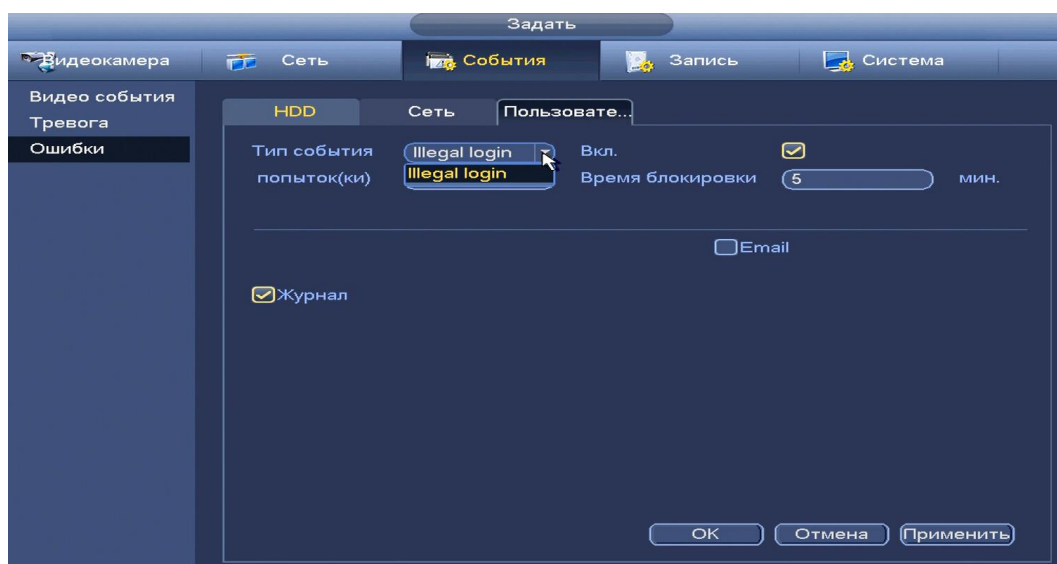 Задать
Видеокамера Сеть События Запись Система
Видео события
Тревога
Ошибки
HDD Сеть Пользовате...
Тип события Illegal login Вкл.
попыток(ки) Illegal login Время блокировки 5 мин.
Email
Журнал
OK Отмена Применить